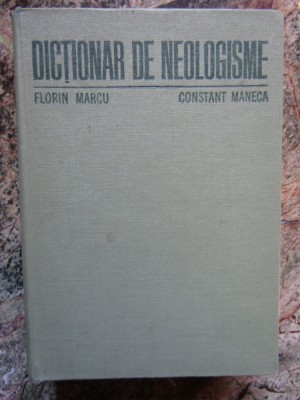 DICȚIONAR DE NEOLOGISME
FLORIN MARCU CONSTANT MANECA